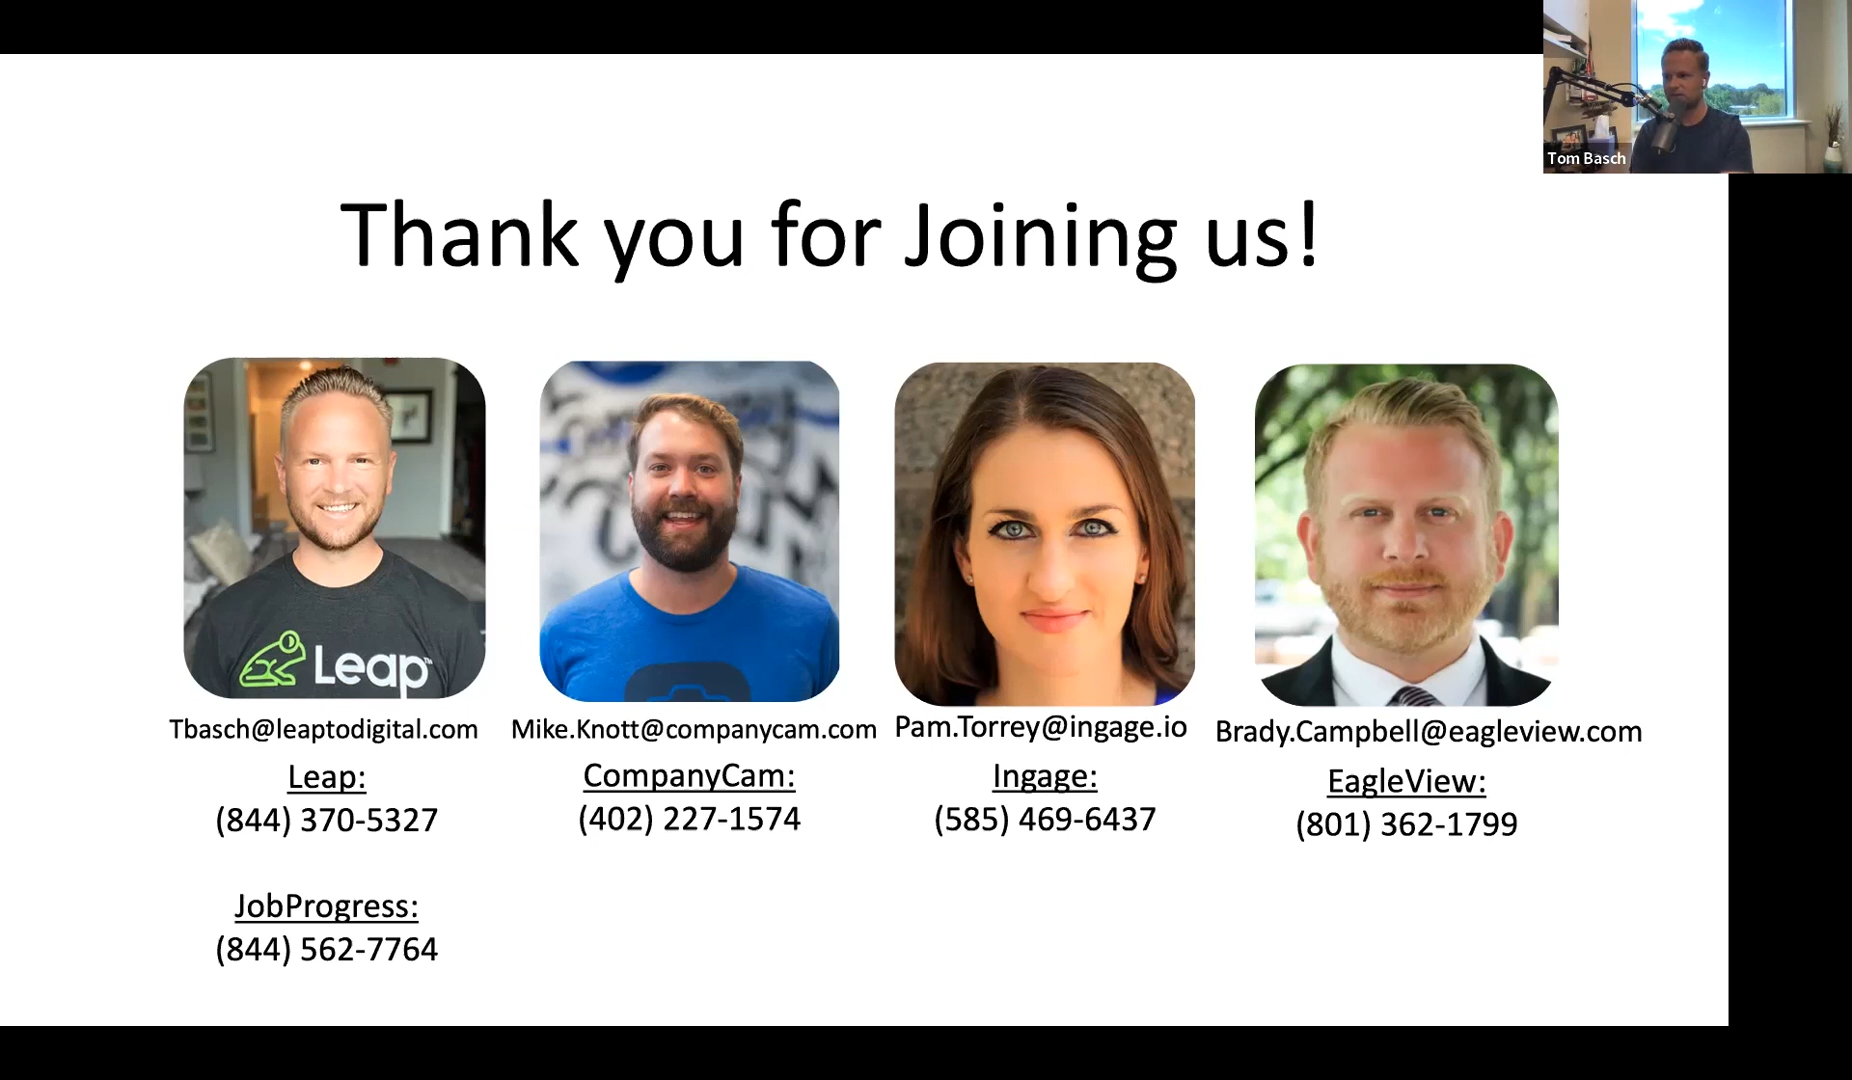 Tom Basch
Thank you for Joining us!
Leap™
Tbasch@leaptodigital.com
Mike.Knott@companycam.com
Pam.Torrey@ingage.io
Brady.Campbell@eagleview.com
Leap:
(844) 370-5327
CompanyCam:
(402) 227-1574
Ingage:
(585) 469-6437
EagleView:
(801) 362-1799
JobProgress:
(844) 562-7764